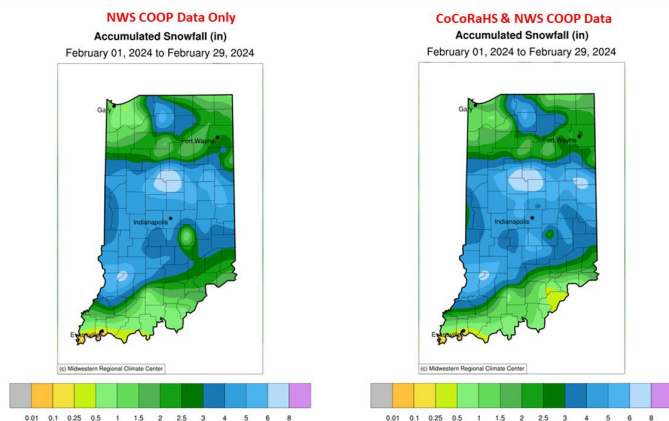 NWS COOP Data Only
Accumulated Snowfall (in)
February 01, 2024 to February 29, 2024
Gary
Fort Wayne
Indianapolis
(c) Midwestern Regional Climate Center
0.01 0.1 0.25 0.5 1 1.5 2 2.5 3 4 5 6 8
CoCoRaHS & NWS COOP Data
Accumulated Snowfall (in)
February 01, 2024 to February 29, 2024
Gary
Fort Wayne
Indianapolis
(c) Midwestern Regional Climate Center
0.01 0.1 0.25 0.5 1 1.5 2 2.5 3 4 5 6 8